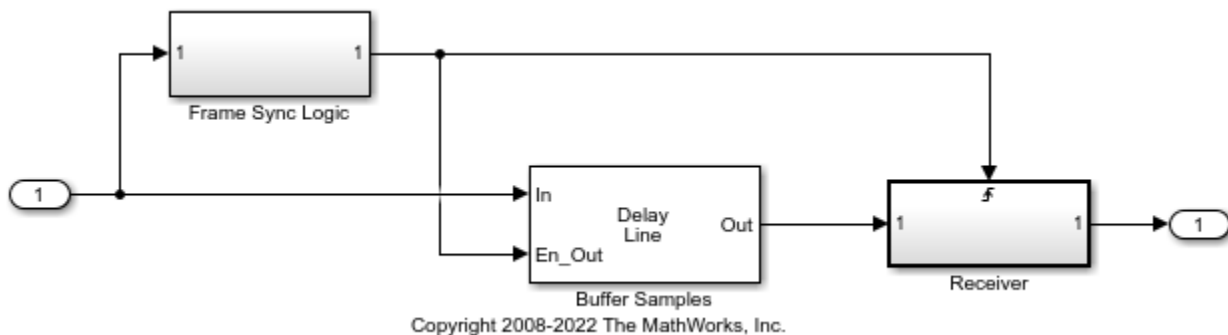 1
1
Frame Sync Logic
1
In
En_Out
Delay
Line
Out
Buffer Samples
1
1
Receiver
1
Copyright 2008-2022 The MathWorks, Inc.